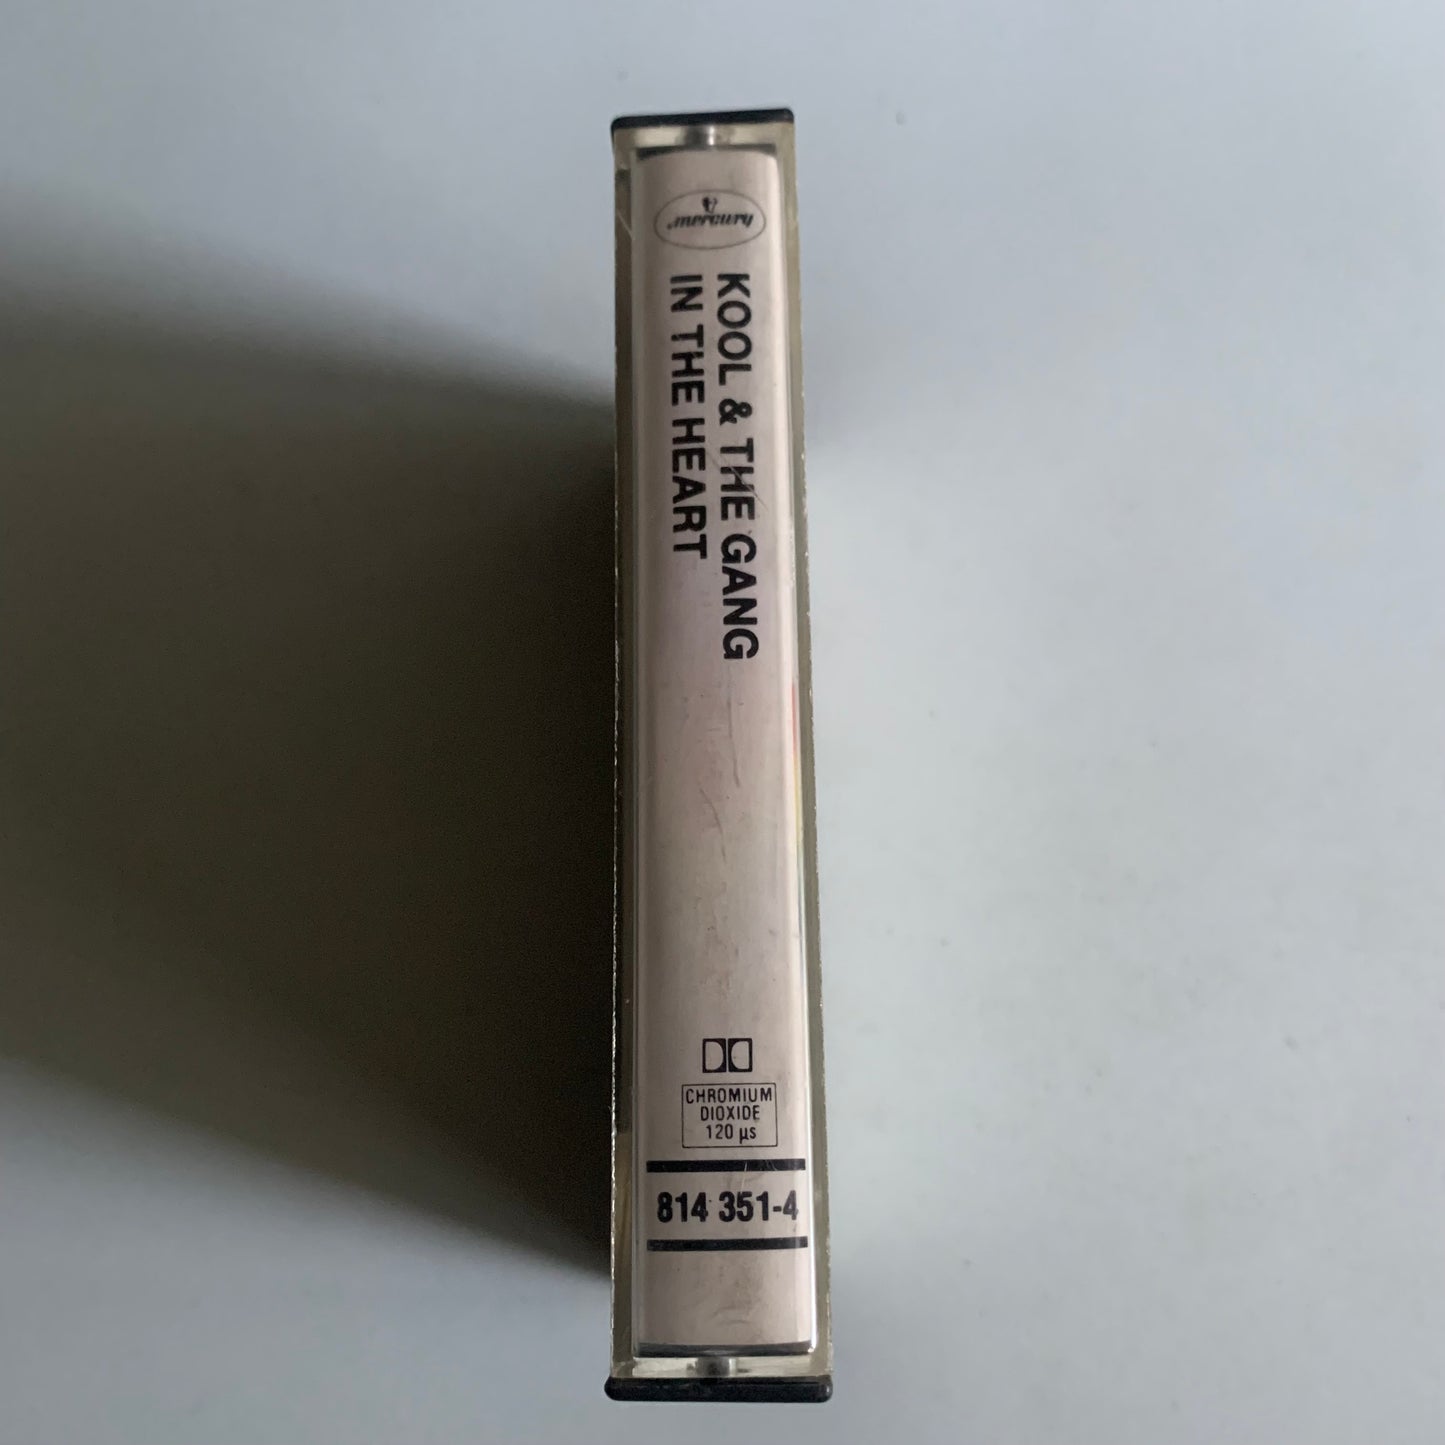 mercury
KOOL & THE GANG
IN THE HEART
CHROMIUM
DIOXIDE
120 µs
814 351-4